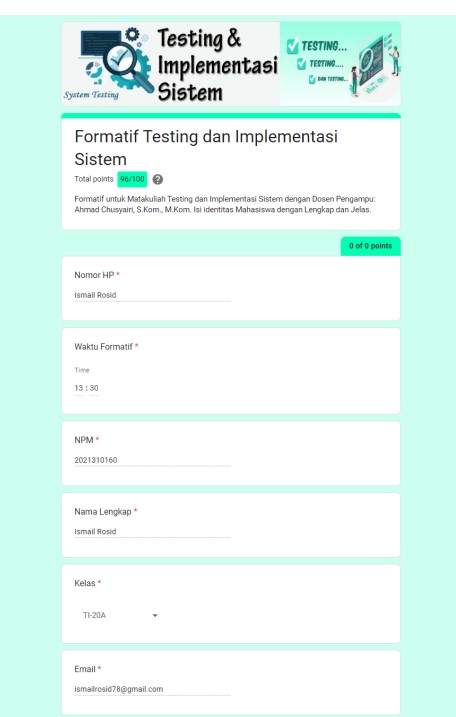 Testing &
Implementasi
Sistem
System Testing
TESTING...
TESTING....
DAN TESTING...
Formatif Testing dan Implementasi
Sistem
Total points 96/100 ?
Formatif untuk Matakuliah Testing dan Implementasi Sistem dengan Dosen Pengampu:
Ahmad Chusyairi, S.Kom., M.Kom. Isi identitas Mahasiswa dengan Lengkap dan Jelas.
0 of 0 points
Nomor HP *
Ismail Rosid
Waktu Formatif *
Time
13 : 30
NPM *
2021310160
Nama Lengkap *
Ismail Rosid
Kelas *
TI-20A
Email *
ismailrosid78@gmail.com